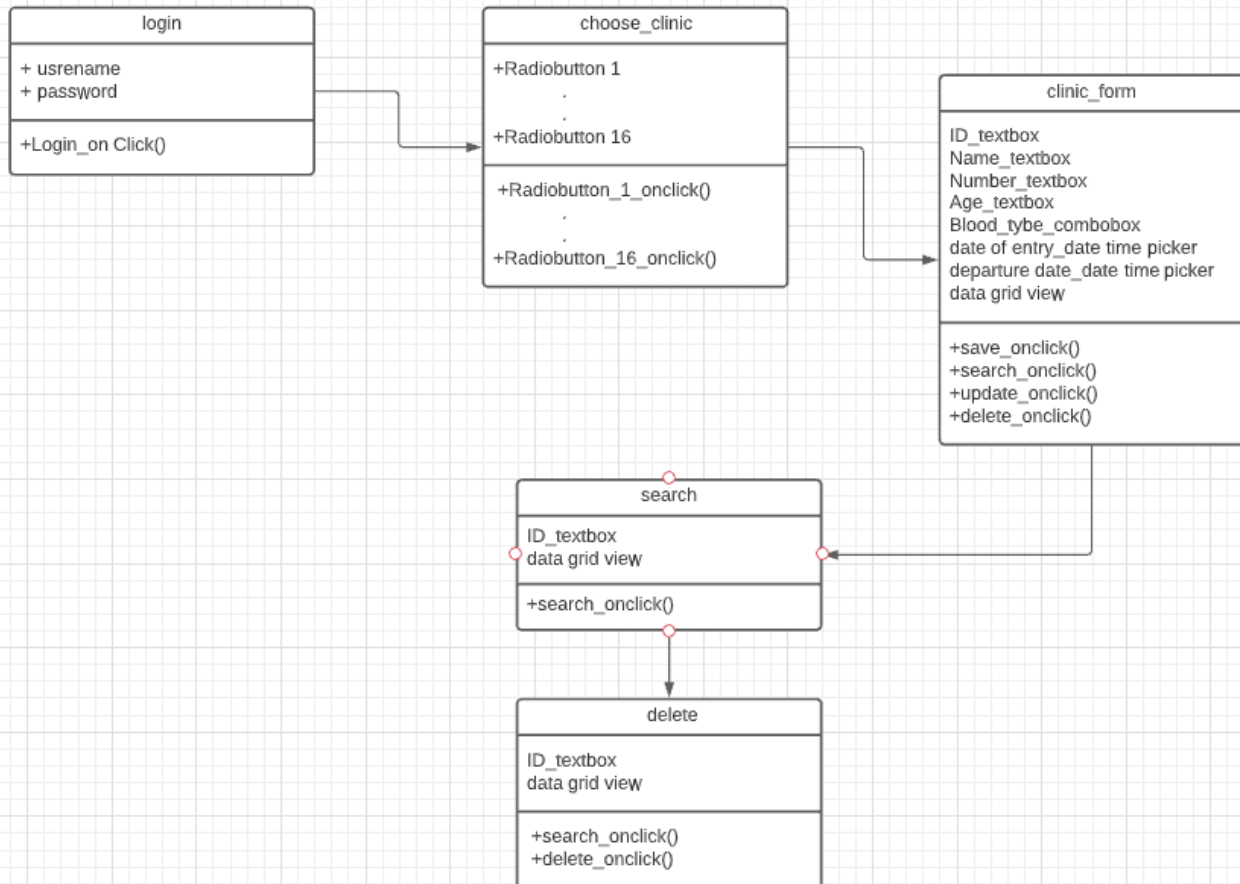 login
+ usrename
+ password
+Login_on Click()
choose_clinic
+Radiobutton 1
.
.
+Radiobutton 16
+Radiobutton_1_onclick()
.
.
+Radiobutton_16_onclick()
clinic_form
ID_textbox
Name_textbox
Number_textbox
Age_textbox
Blood_tybe_combobox
date of entry_date time picker
departure date_date time picker
data grid view
+save_onclick()
+search_onclick()
+update_onclick()
+delete_onclick()
search
ID_textbox
data grid view
+search_onclick()
delete
ID_textbox
data grid view
+search_onclick()
+delete_onclick()